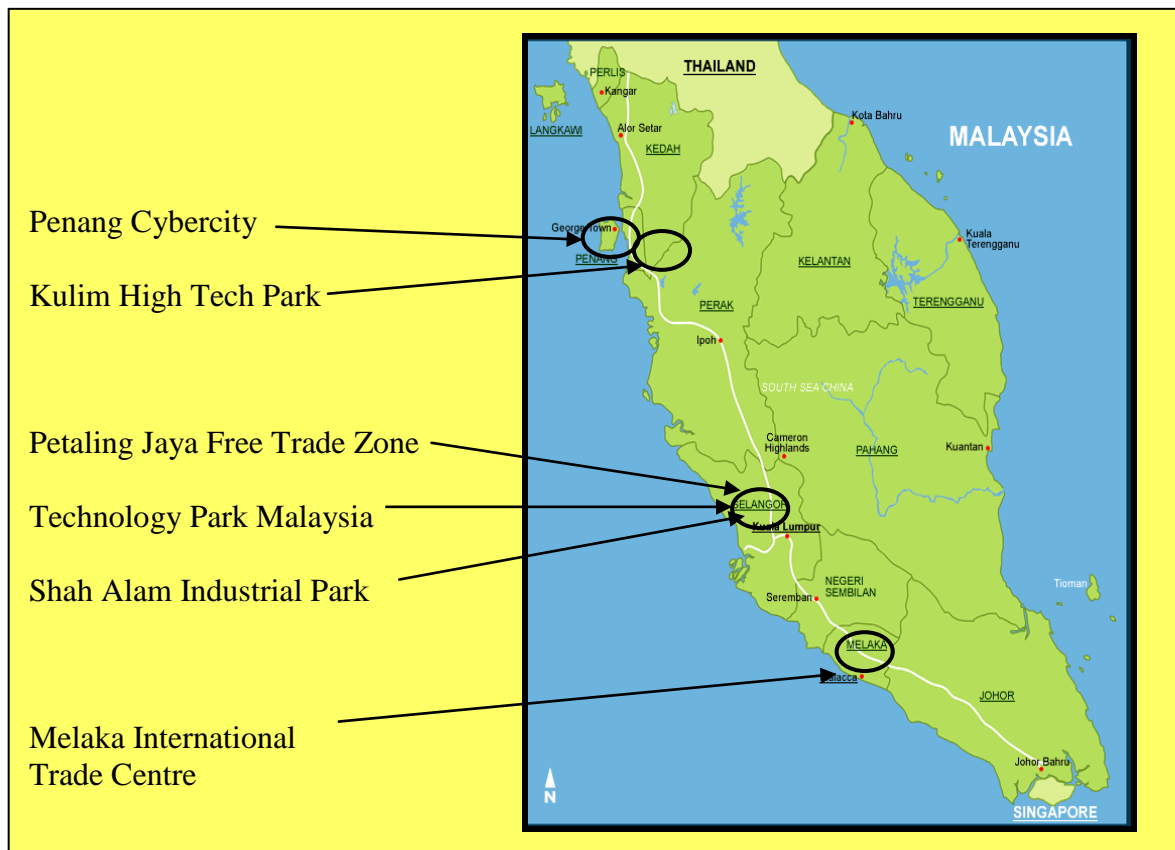 Penang Cybercity
Kulim High Tech Park
Petaling Jaya Free Trade Zone
Technology Park Malaysia
Shah Alam Industrial Park
Melaka International
Trade Centre
THAILAND
PERLIS
Kangar
LANGKAWI
Alor Setar
KEDAH
Kota Bahru
MALAYSIA
George Town
PENANG
Kuala
Terengganu
KELANTAN
TERENGGANU
PERAK
Ipoh
SOUTH SEA CHINA
Cameron
Highlands
PAHANG
Kuantan
SELANGOR
Kuala Lumpur
NEGERI
SEMBILAN
Seremban
Tioman
MELAKA
Malacca
JOHOR
Johor Bahru
N
SINGAPORE